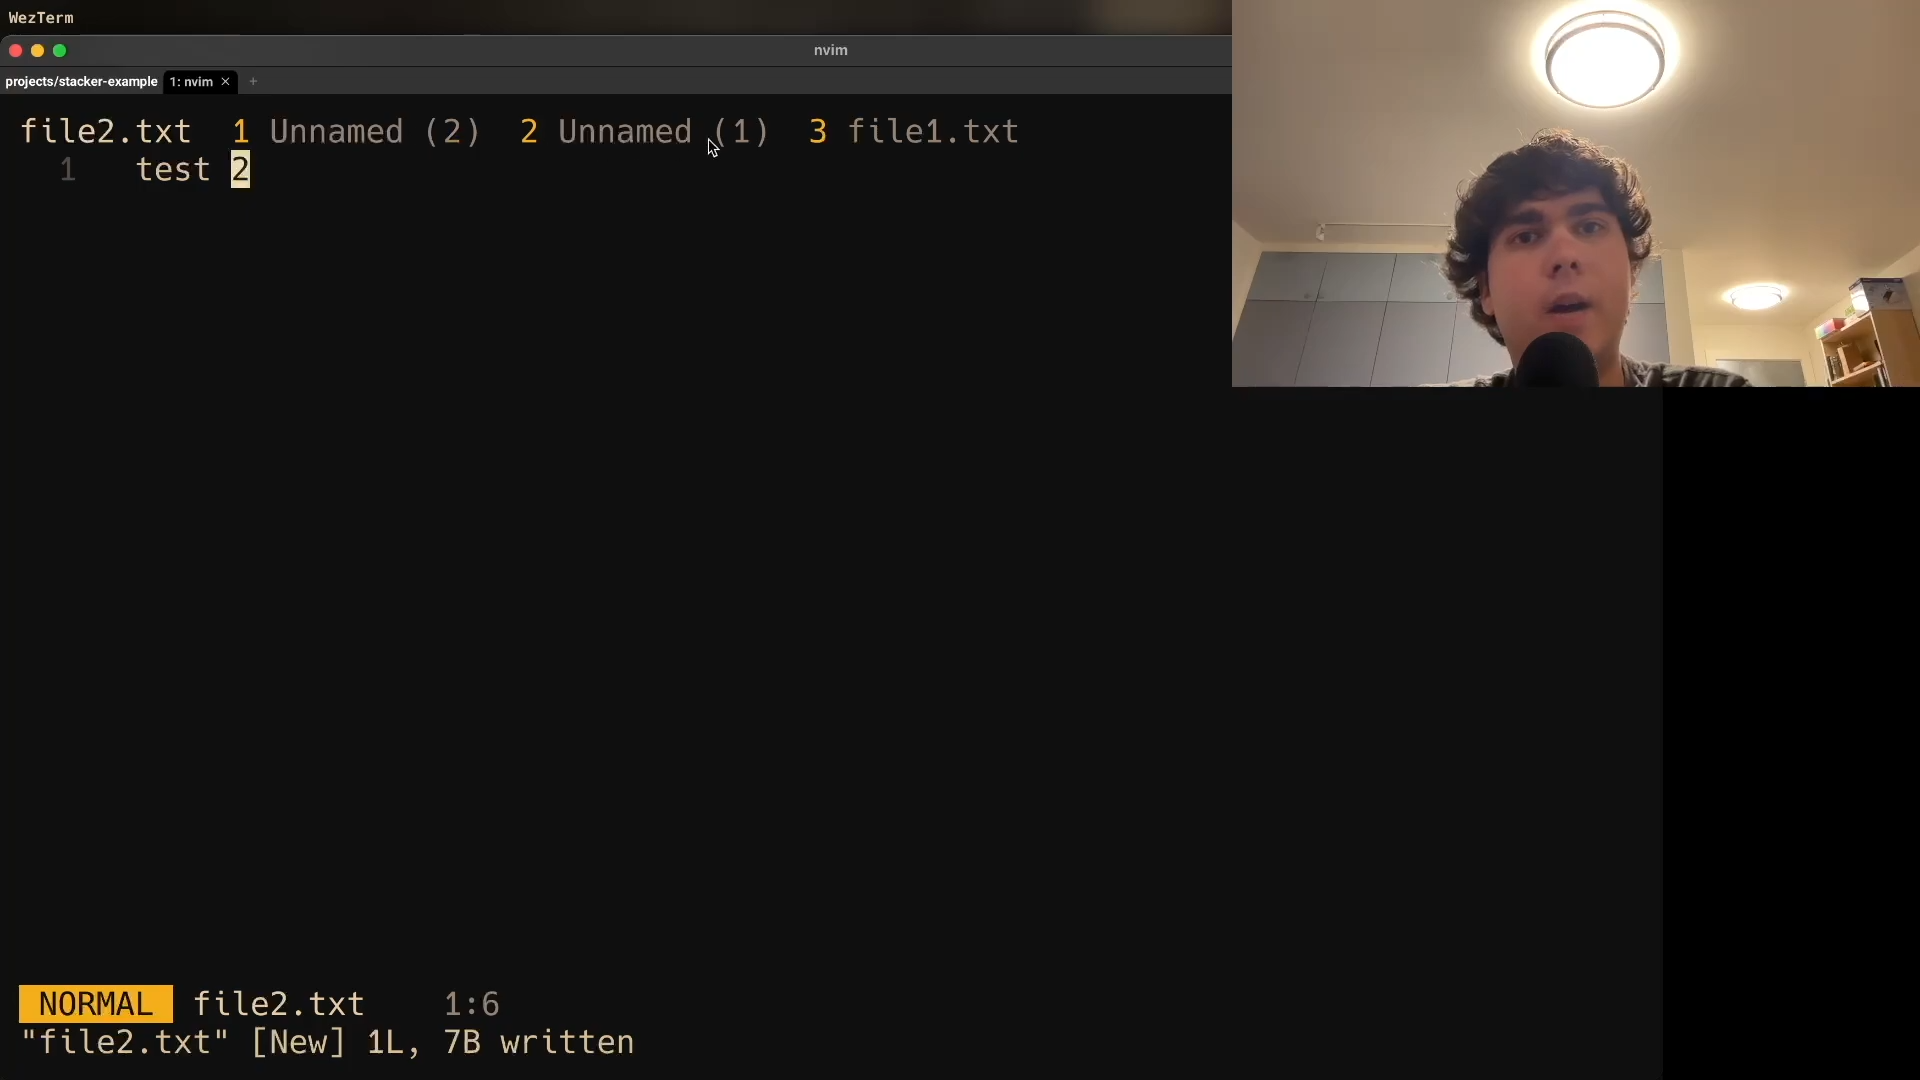 WezTerm
nvim
projects/stacker-example 1: nvim × +
file2.txt 1 Unnamed (2) 2 Unnamed (1) 3 file1.txt
1 test 2
NORMAL file2.txt 1:6
"file2.txt" [New] 1L, 7B written